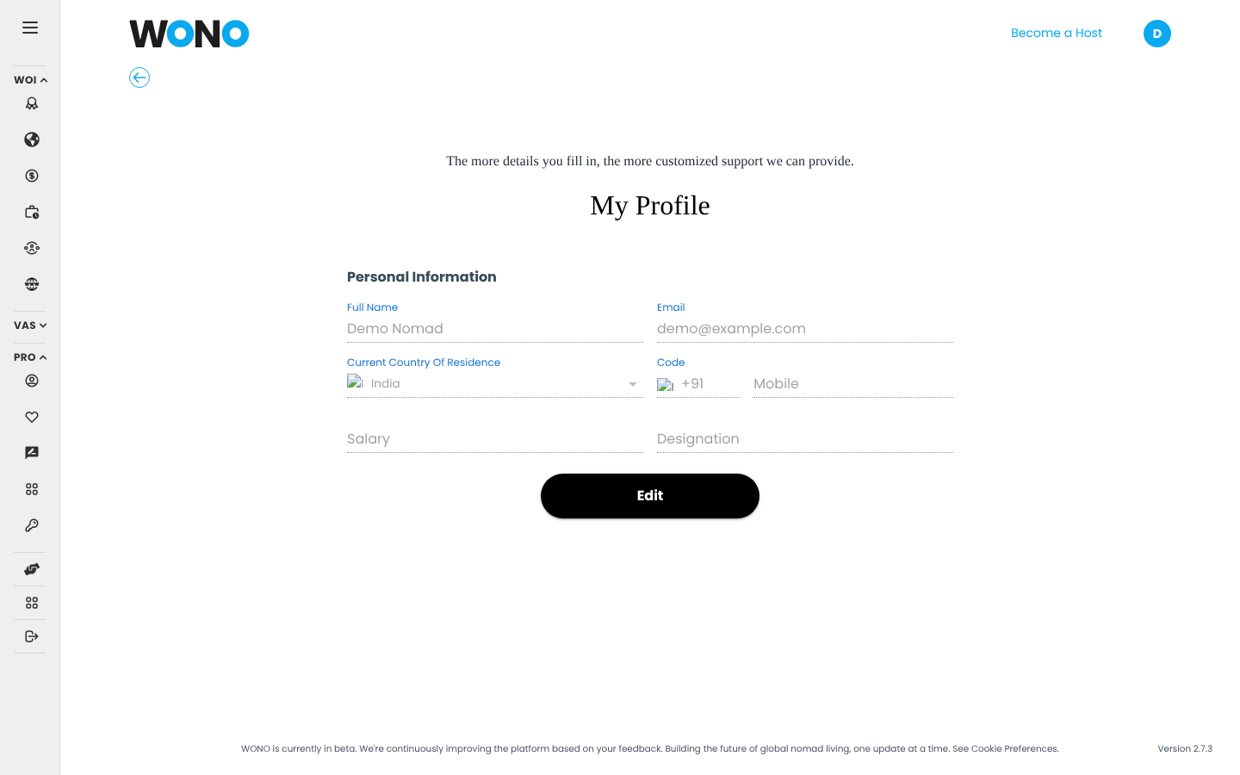 WONO
Become a Host
D
WOI
The more details you fill in, the more customized support we can provide.
My Profile
Personal Information
Full Name
Email
Demo Nomad
demo@example.com
VAS
PRO
Current Country Of Residence
Code
India
+91
Mobile
Salary
Designation
Edit
WONO is currently in beta. We're continuously improving the platform based on your feedback. Building the future of global nomad living, one update at a time. See Cookie Preferences.
Version 2.7.3